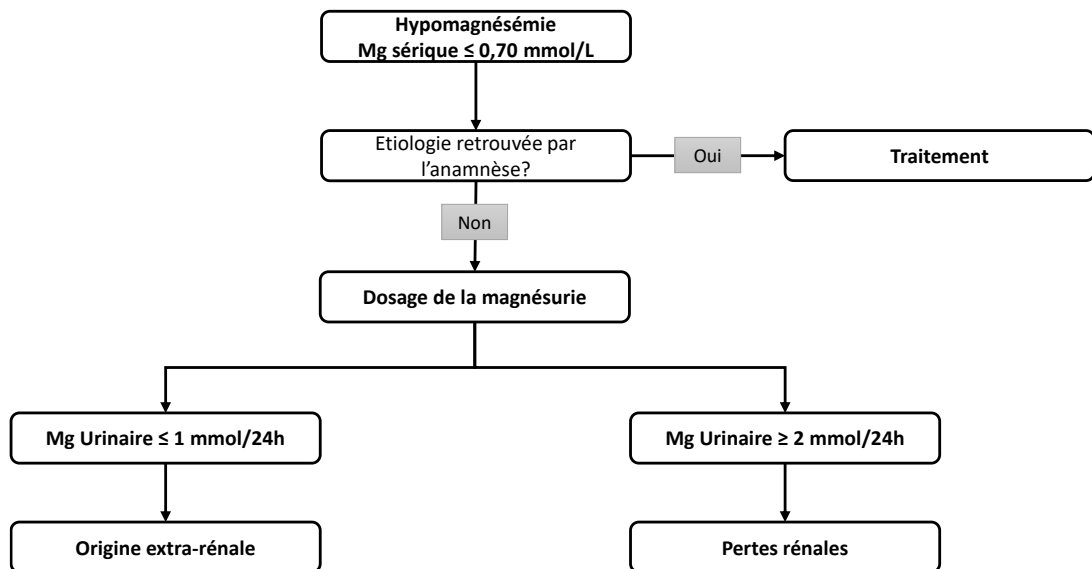 Hypomagnésémie
Mg sérique ≤ 0,70 mmol/L
Etiologie retrouvée par
l'anamnèse?
Oui
Traitement
Non
Dosage de la magnésurie
Mg Urinaire ≤ 1 mmol/24h
Mg Urinaire ≥ 2 mmol/24h
Origine extra-rénale
Pertes rénales